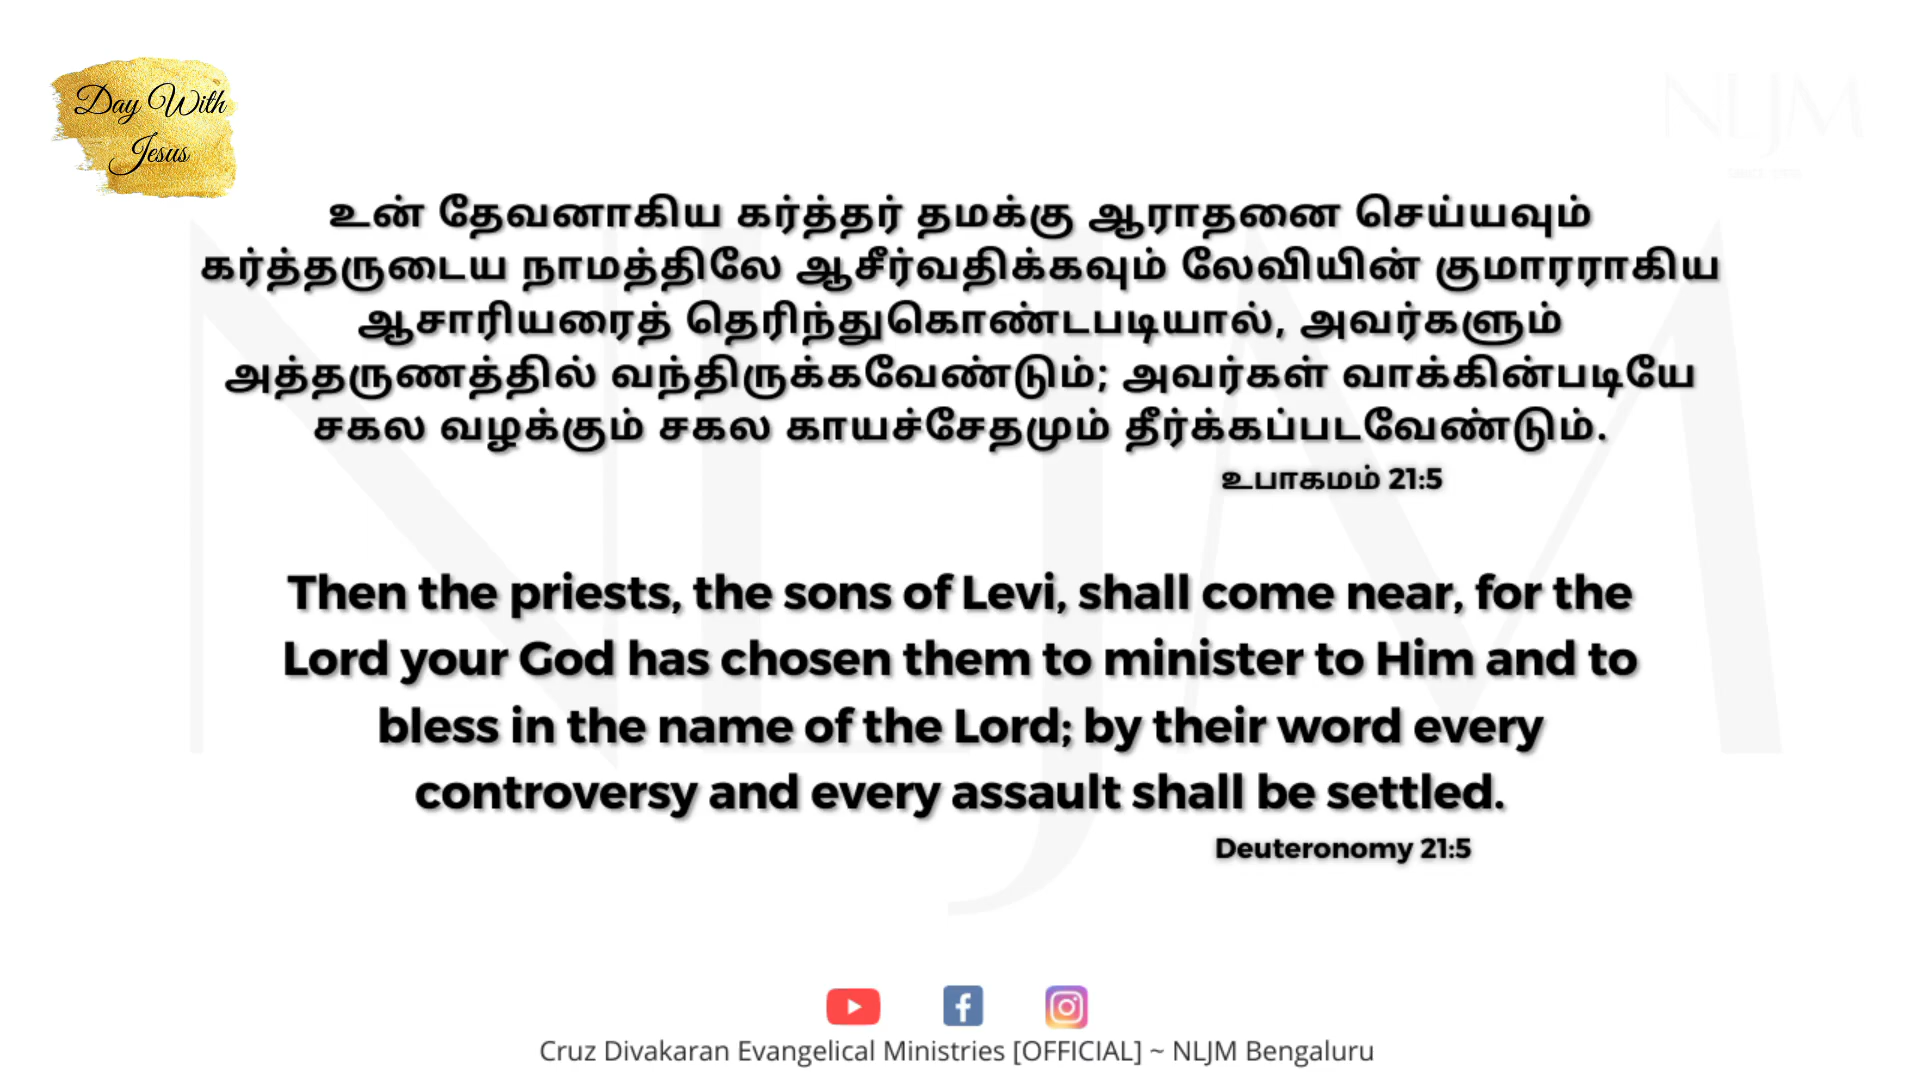 Day With
Jesus
NLJM
உன் தேவனாகிய கர்த்தர் தமக்கு ஆராதனை செய்யவும்
கர்த்தருடைய நாமத்திலே ஆசீர்வதிக்கவும் லேவியின் குமாரராகிய
ஆசாரியரைத் தெரிந்துகொண்டபடியால், அவர்களும்
அத்தருணத்தில் வந்திருக்கவேண்டும்; அவர்கள் வாக்கின்படியே
சகல வழக்கும் சகல காயச்சேதமும் தீர்க்கப்படவேண்டும்.
உபாகமம் 21:5
Then the priests, the sons of Levi, shall come near, for the
Lord your God has chosen them to minister to Him and to
bless in the name of the Lord; by their word every
controversy and every assault shall be settled.
Deuteronomy 21:5
Cruz Divakaran Evangelical Ministries [OFFICIAL] ~ NLJM Bengaluru